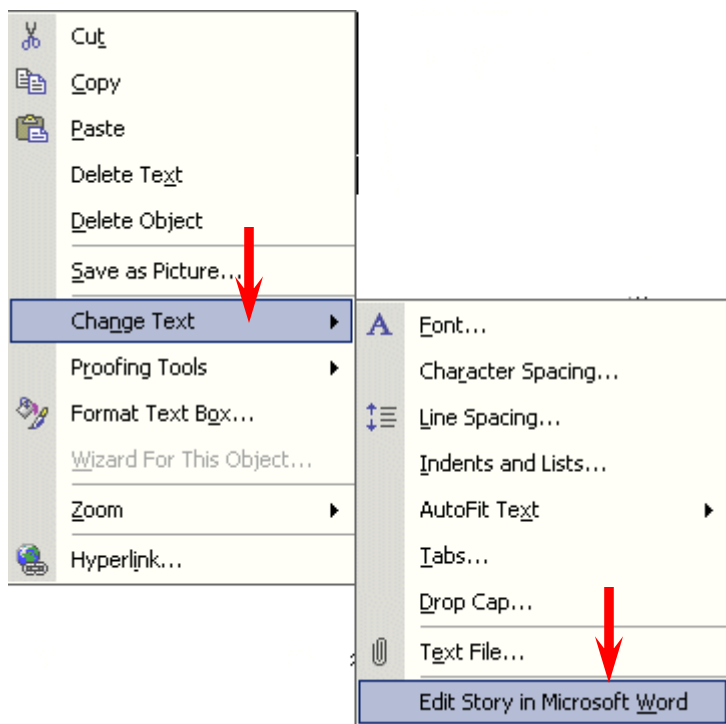 Cut
Copy
Paste
Delete Text
Delete Object
Save as Picture...
Change Text
Proofing Tools
Format Text Box...
Wizard For This Object...
Zoom
Hyperlink...
Font...
Character Spacing...
Line Spacing...
Indents and Lists...
AutoFit Text
Tabs...
Drop Cap...
Text File...
Edit Story in Microsoft Word